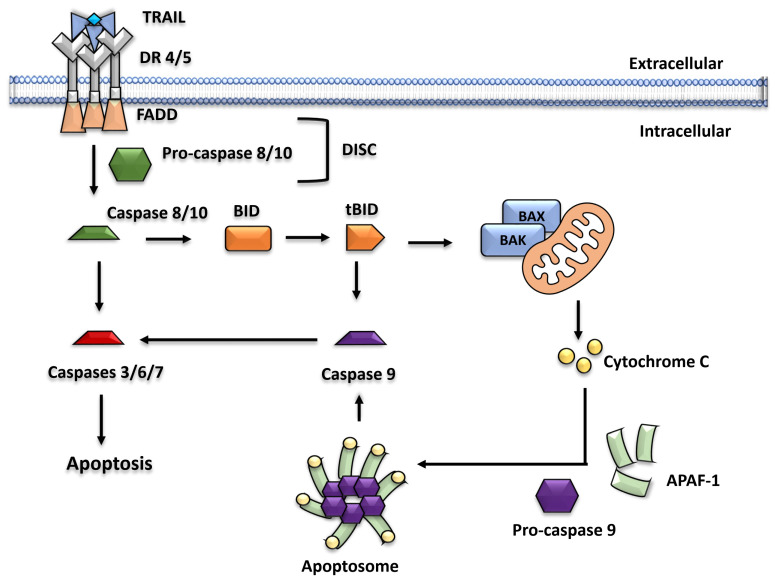 TRAIL
DR 4/5
Extracellular
FADD
Intracellular
Pro-caspase 8/10
DISC
Caspase 8/10
BID
tBID
BAX
BAK
Caspases 3/6/7
Caspase 9
Cytochrome C
Apoptosis
APAF-1
Pro-caspase 9
Apoptosome